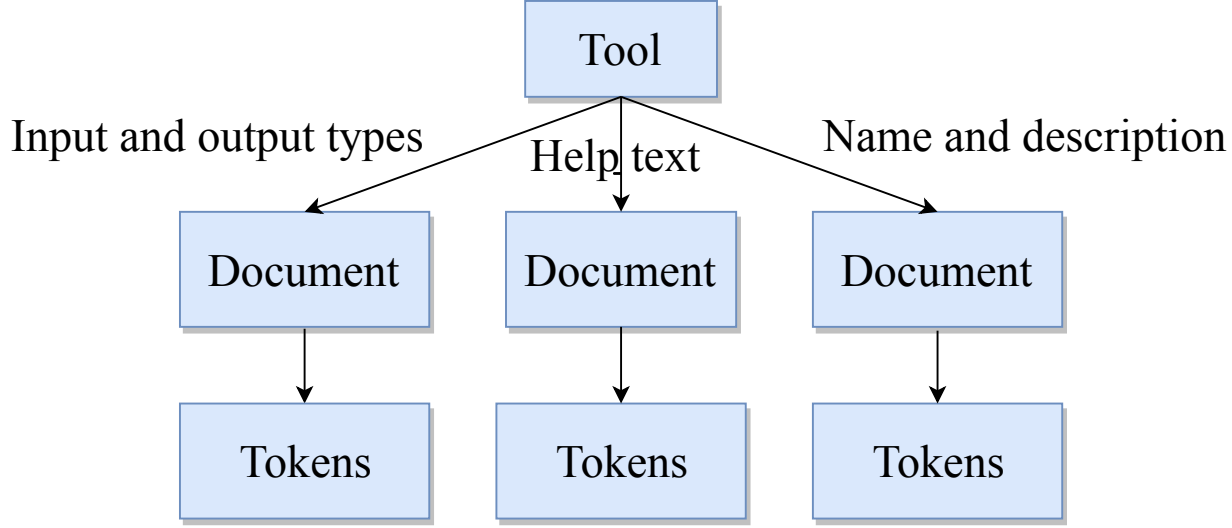 Tool
Input and output types
Help text
Name and description
Document
Document
Document
Tokens
Tokens
Tokens